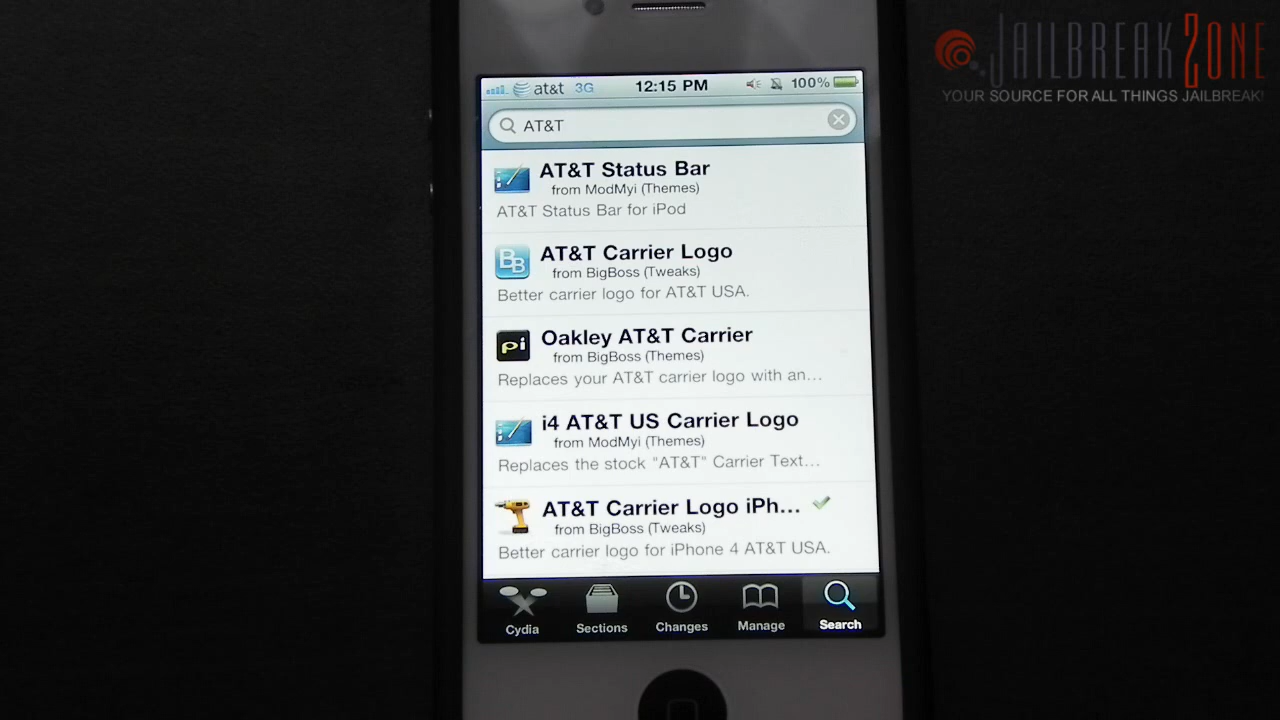 JAILBREAK ZONE
YOUR SOURCE FOR ALL THINGS JAILBREAK!
at&t 3G 12:15 PM 100%
AT&T
AT&T Status Bar
from ModMyi (Themes)
AT&T Status Bar for iPod
BB
AT&T Carrier Logo
from BigBoss (Tweaks)
Better carrier logo for AT&T USA.
pi
Oakley AT&T Carrier
from BigBoss (Themes)
Replaces your AT&T carrier logo with an...
i4 AT&T US Carrier Logo
from ModMyi (Themes)
Replaces the stock "AT&T" Carrier Text...
AT&T Carrier Logo iPh...
from BigBoss (Tweaks)
Better carrier logo for iPhone 4 AT&T USA.
Cydia Sections Changes Manage Search